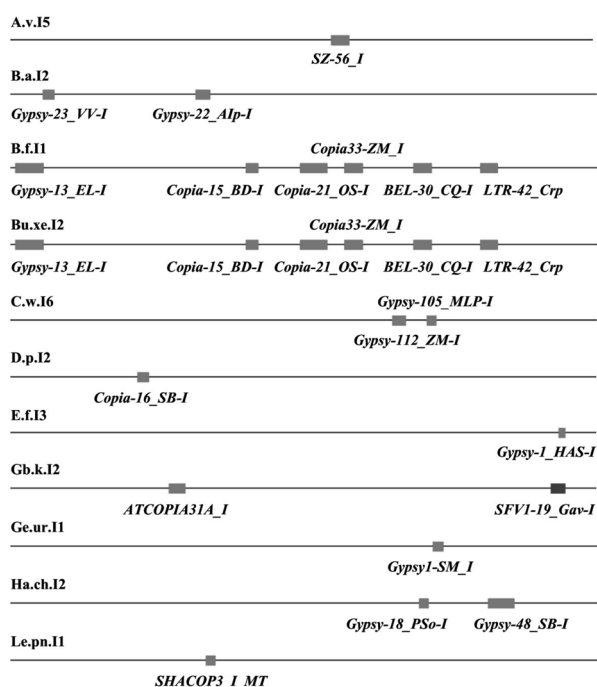 A.v.I5
SZ-56_I
B.a.I2
Gypsy-23_VV-I Gypsy-22_AIp-I
B.f.I1
Copia33-ZM_I
Gypsy-13_EL-I Copia-15_BD-I Copia-21_OS-I BEL-30_CQ-I LTR-42_Crp
Bu.xe.I2
Copia33-ZM_I
Gypsy-13_EL-I Copia-15_BD-I Copia-21_OS-I BEL-30_CQ-I LTR-42_Crp
C.w.I6
Gypsy-105_MLP-I
Gypsy-112_ZM-I
D.p.I2
Copia-16_SB-I
E.f.I3
Gypsy-1_HAS-I
Gb.k.I2
ATCOPIA31A_I SFV1-19_Gav-I
Ge.ur.I1
Gypsy1-SM_I
Ha.ch.I2
Gypsy-18_PSo-I Gypsy-48_SB-I
Le.pn.I1
SHACOP3_I_MT